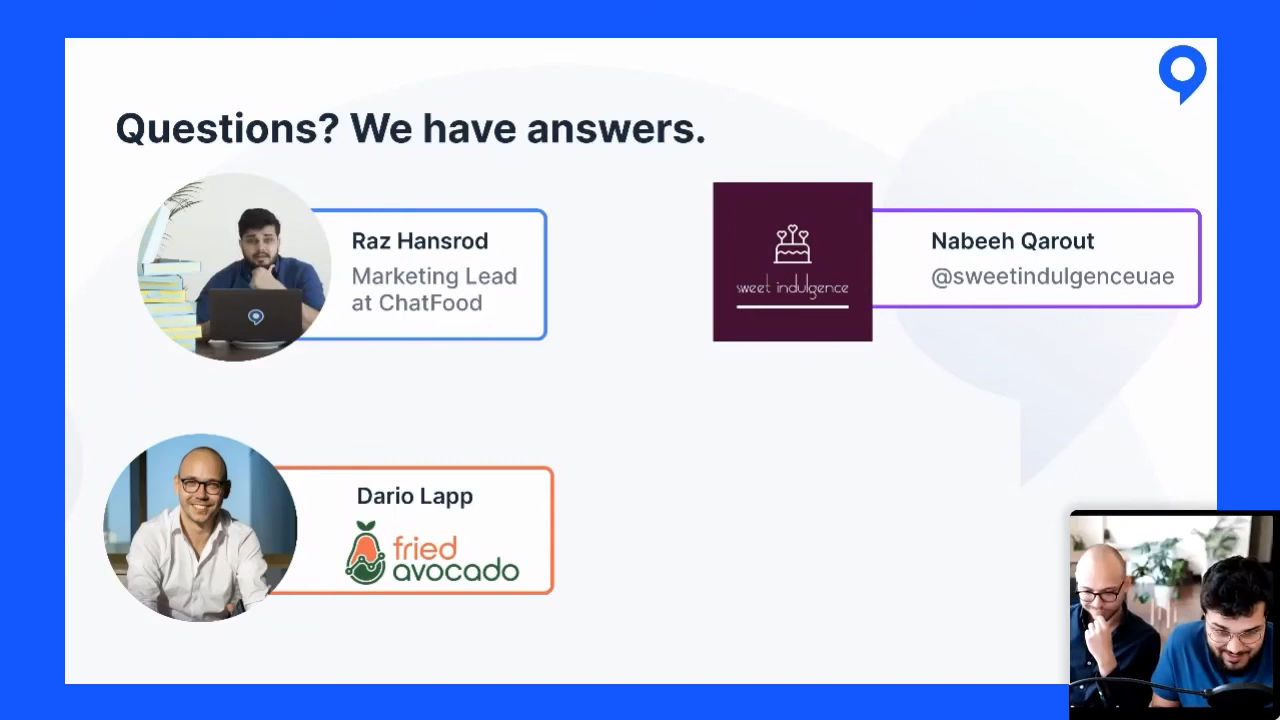 Questions? We have answers.
Raz Hansrod
Marketing Lead
at ChatFood
sweet indulgence
Nabeeh Qarout
@sweetindulgenceuae
Dario Lapp
fried
avocado